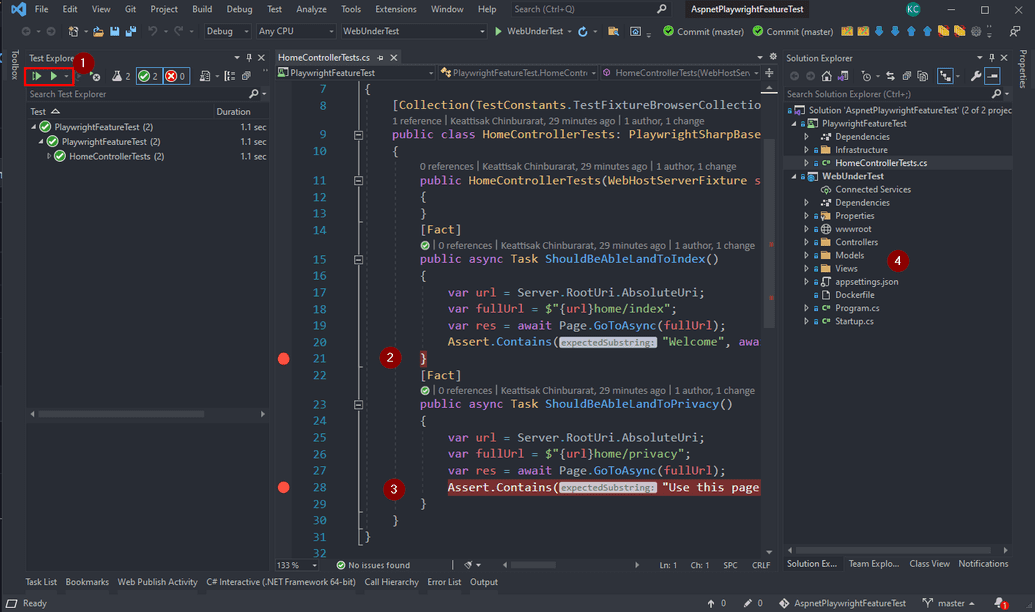 File Edit View Git Project Build Debug Test Analyze Tools Extensions Window Help Search (Ctrl+Q) AspnetPlaywrightFeatureTest KC
Debug Any CPU WebUnderTest WebUnderTest Commit (master) Commit (master)
Toolbox
Test Explorer
1
2 2 0
Search Test Explorer
Test Duration
PlaywrightFeatureTest (2) 1.1 sec
PlaywrightFeatureTest (2) 1.1 sec
HomeControllerTests (2) 1.1 sec
HomeControllerTests.cs
PlaywrightFeatureTest PlaywrightFeatureTest.HomeContro HomeControllerTests(WebHostServ
7 {
8 [Collection(TestConstants.TestFixtureBrowserCollectio
1 reference | Keattisak Chinburarat, 29 minutes ago | 1 author, 1 change
9 public class HomeControllerTests: PlaywrightSharpBase
10 {
0 references | Keattisak Chinburarat, 29 minutes ago | 1 author, 1 change
11 public HomeControllerTests(WebHostServerFixture s
12 {
13 }
14 [Fact]
0 references | Keattisak Chinburarat, 29 minutes ago | 1 author, 1 change
15 public async Task ShouldBeAbleLandToIndex()
16 {
17 var url = Server.RootUri.AbsoluteUri;
18 var fullUrl = $"{url}home/index";
19 var res = await Page.GoToAsync(fullUrl);
20 Assert.Contains(expectedSubstring: "Welcome", awa
21 2 }
22 [Fact]
0 references | Keattisak Chinburarat, 29 minutes ago | 1 author, 1 change
23 public async Task ShouldBeAbleLandToPrivacy()
24 {
25 var url = Server.RootUri.AbsoluteUri;
26 var fullUrl = $"{url}home/privacy";
27 var res = await Page.GoToAsync(fullUrl);
28 3 Assert.Contains(expectedSubstring: "Use this page
29 }
30 }
31 }
32
133 % No issues found Ln: 1 Ch: 1 SPC CRLF
Solution Explorer
Properties
Search Solution Explorer (Ctrl+;)
Solution 'AspnetPlaywrightFeatureTest' (2 of 2 projec
PlaywrightFeatureTest
Dependencies
Infrastructure
HomeControllerTests.cs
WebUnderTest
Connected Services
Dependencies
Properties
wwwroot
Controllers
Models
4
Views
appsettings.json
Dockerfile
Program.cs
Startup.cs
Solution Ex... Team Explo... Class View Notifications
Task List Bookmarks Web Publish Activity C# Interactive (.NET Framework 64-bit) Call Hierarchy Error List Output
Ready 0 0 AspnetPlaywrightFeatureTest master 1